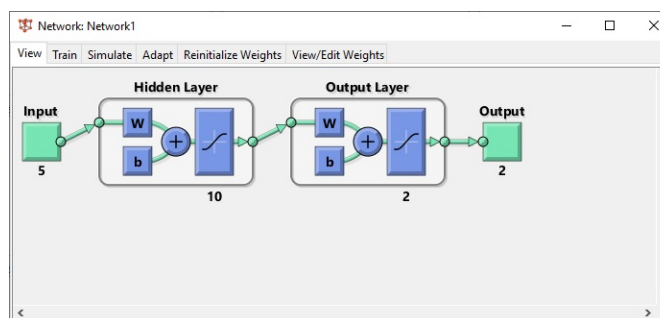 Network: Network1
View Train Simulate Adapt Reinitialize Weights View/Edit Weights
Hidden Layer Output Layer
Input Output
W W
+ +
b b
5 2
10 2